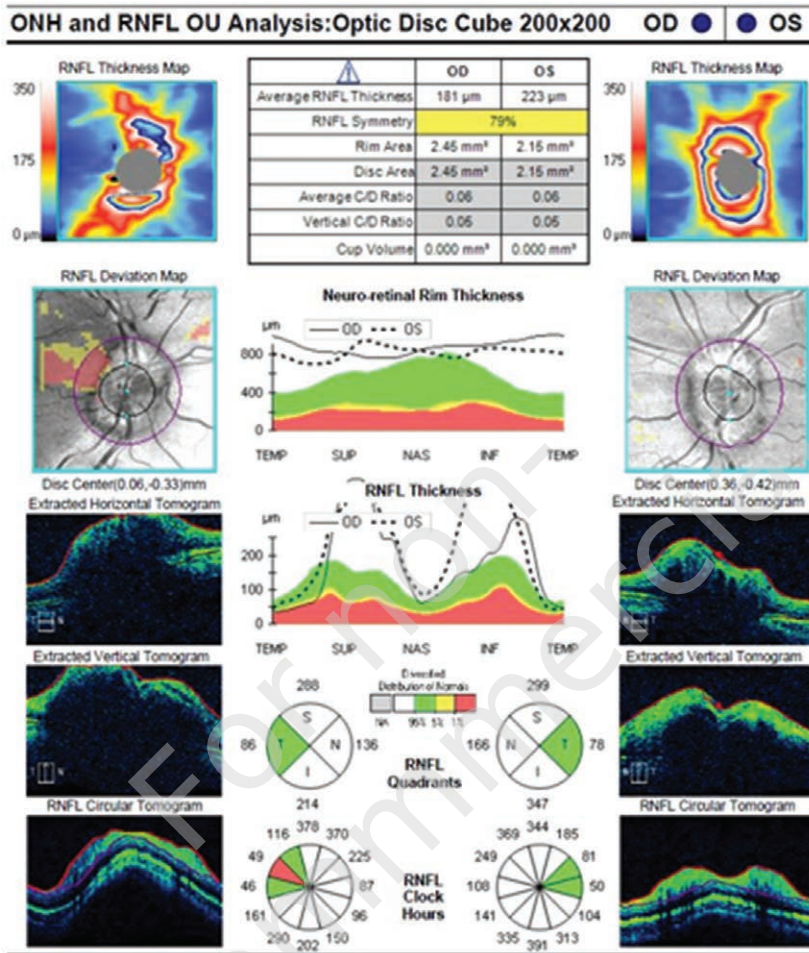 ONH and RNFL OU Analysis:Optic Disc Cube 200x200 OD OS
RNFL Thickness Map
350
175
0 µm
OD OS
Average RNFL Thickness 181 µm 223 µm
RNFL Symmetry 79%
Rim Area 2.45 mm² 2.15 mm²
Disc Area 2.45 mm² 2.15 mm²
Average C/D Ratio 0.06 0.06
Vertical C/D Ratio 0.05 0.05
Cup Volume 0.000 mm³ 0.000 mm³
RNFL Thickness Map
350
175
0 µm
RNFL Deviation Map
Disc Center(0.06,-0.33)mm
Neuro-retinal Rim Thickness
µm OD OS
800
400
0
TEMP SUP NAS INF TEMP
RNFL Deviation Map
Disc Center(0.36,-0.42)mm
Extracted Horizontal Tomogram
T N
RNFL Thickness
µm OD OS
200
100
0
TEMP SUP NAS INF TEMP
Extracted Horizontal Tomogram
N T
Extracted Vertical Tomogram
T N
288
S
86 T N 136
I
214
Diversified
Distribution of Normals
NA 95% 5% 1%
RNFL
Quadrants
299
S
166 N T 78
I
347
Extracted Vertical Tomogram
N T
RNFL Circular Tomogram
378
116 370
49 225
46 87
161 96
290 150
202
RNFL
Clock
Hours
344
369 185
249 81
108 50
141 104
335 313
391
RNFL Circular Tomogram
For non-
commercial